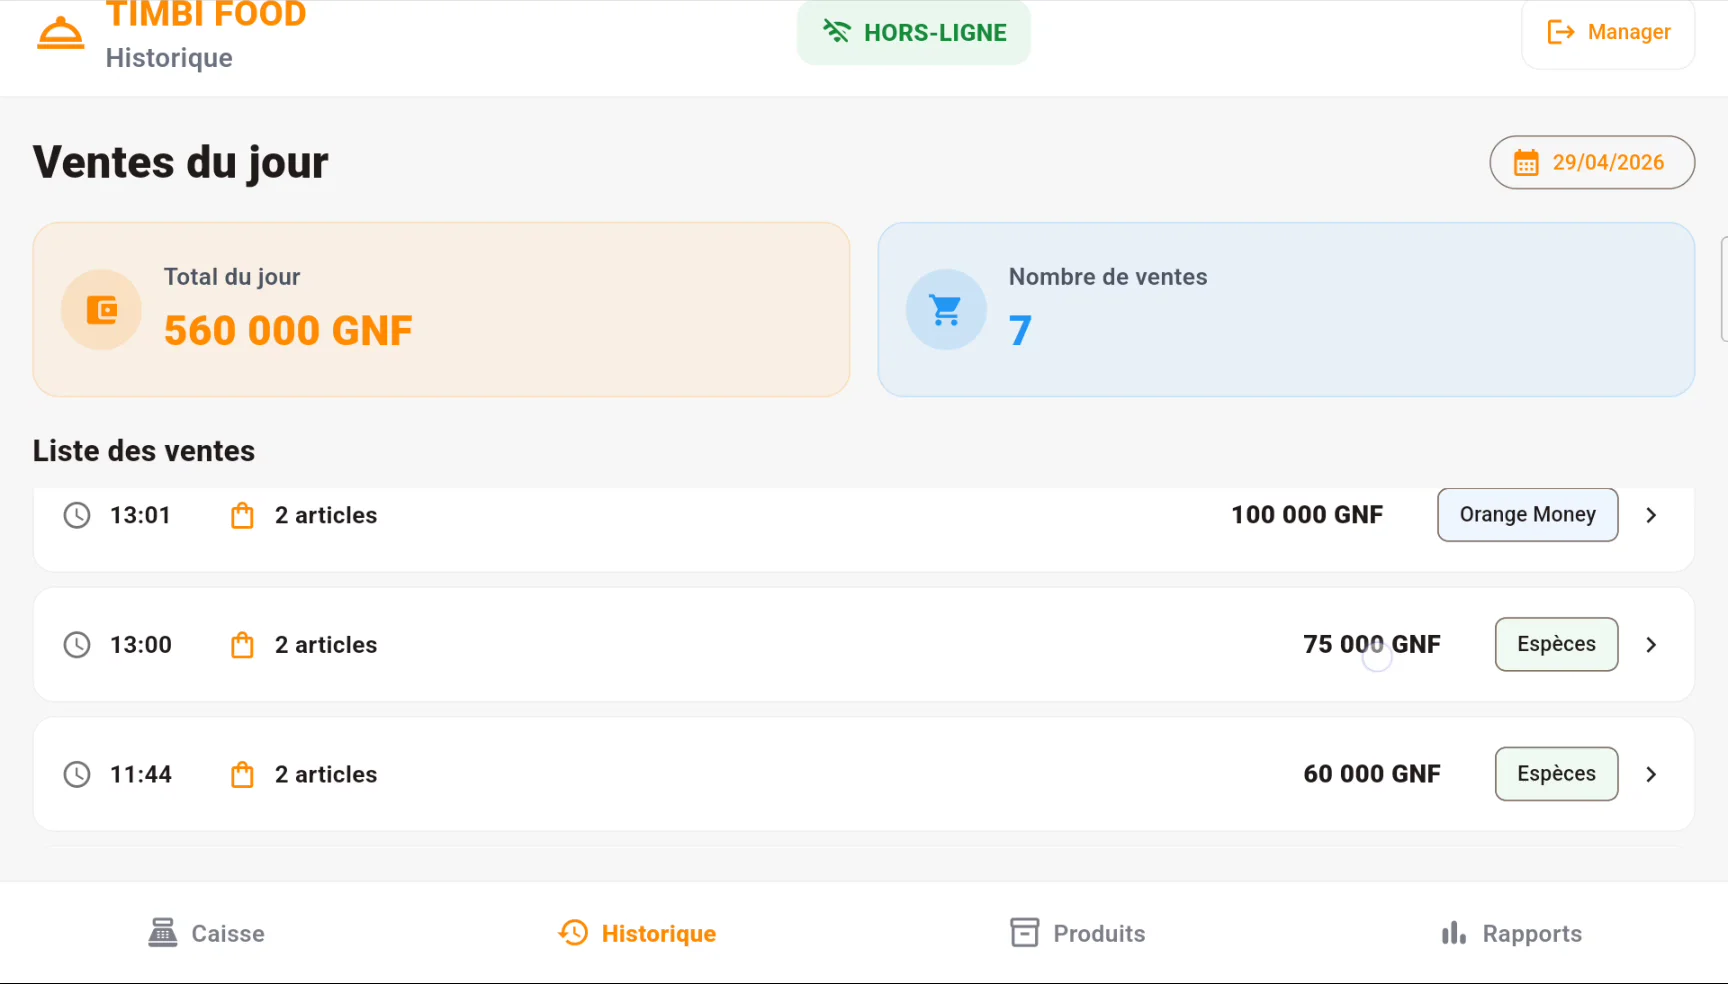 TIMBI FOOD
Historique
HORS-LIGNE
Manager
Ventes du jour
29/04/2026
Total du jour
560 000 GNF
Nombre de ventes
7
Liste des ventes
13:01 2 articles 100 000 GNF Orange Money
13:00 2 articles 75 000 GNF Espèces
11:44 2 articles 60 000 GNF Espèces
Caisse Historique Produits Rapports